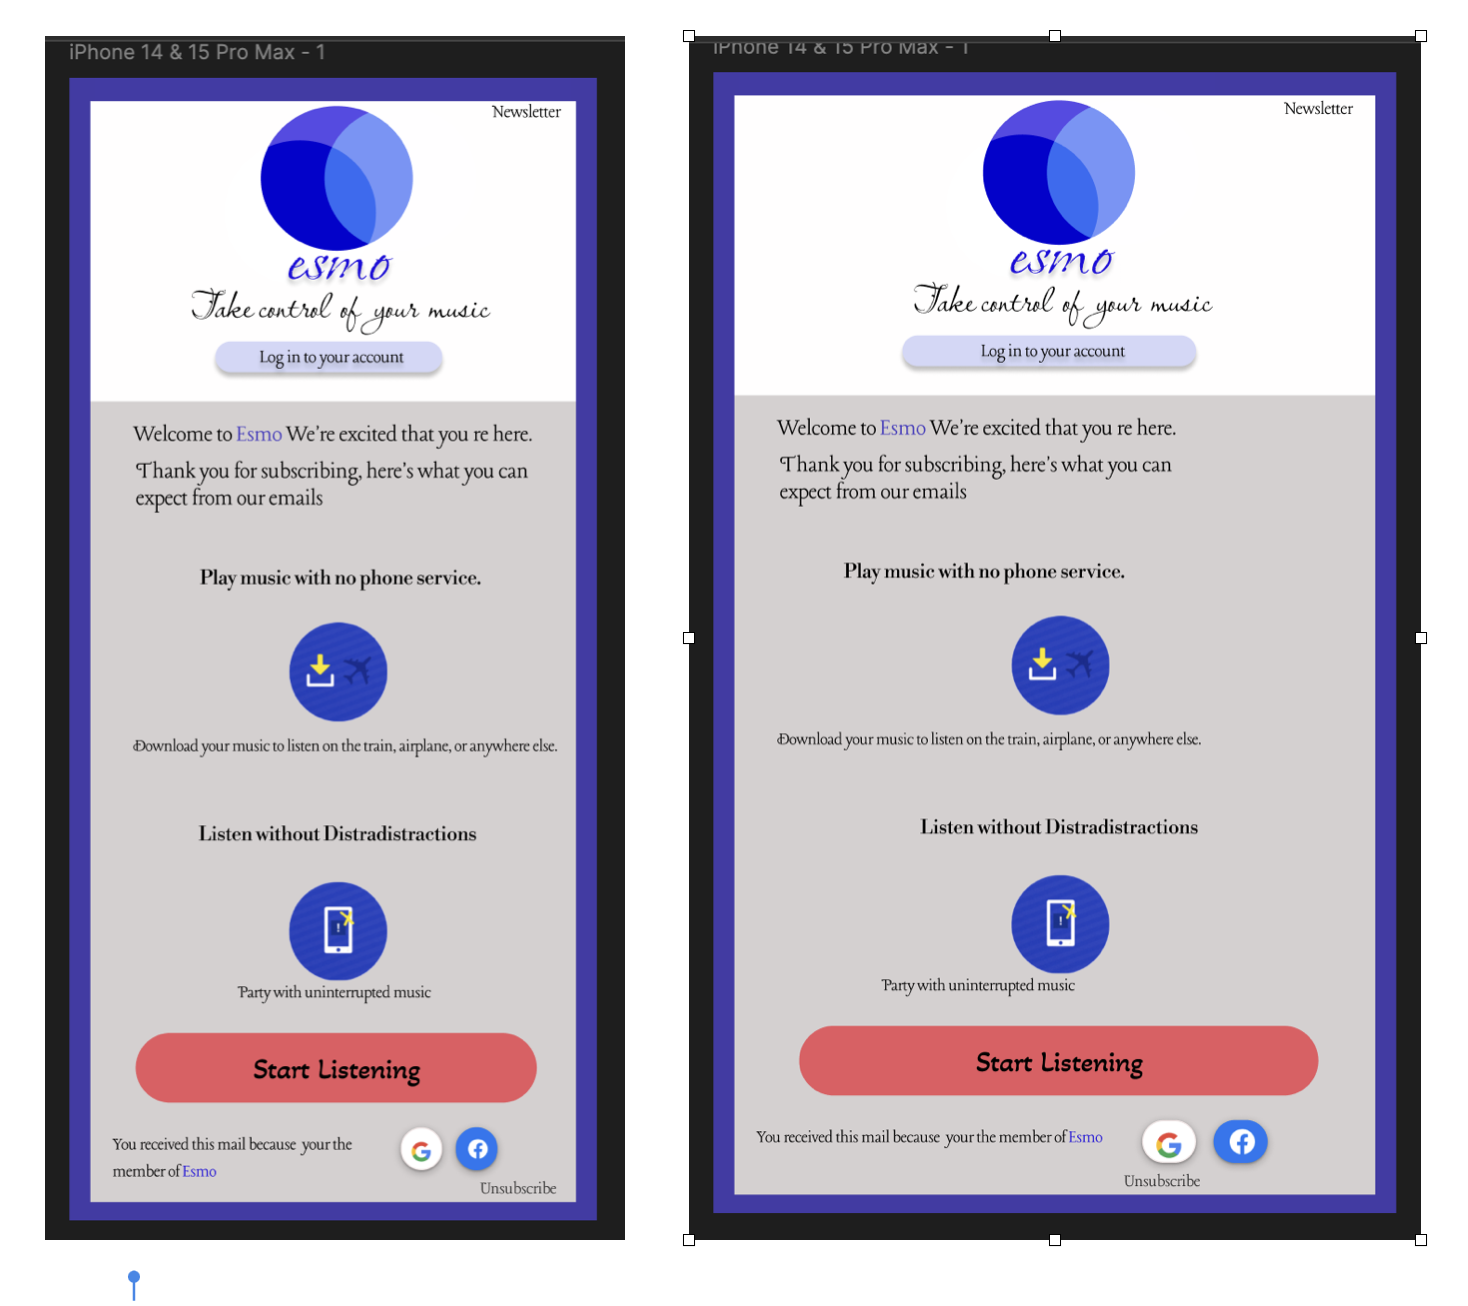 iPhone 14 & 15 Pro Max - 1
Newsletter
esmo
Take control of your music
Log in to your account
Welcome to Esmo We're excited that you re here.
Thank you for subscribing, here's what you can
expect from our emails
Play music with no phone service.
Download your music to listen on the train, airplane, or anywhere else.
Listen without Distradistractions
!
Party with uninterrupted music
Start Listening
You received this mail because your the
member of Esmo
G
f
Unsubscribe
iPhone 14 & 15 Pro Max - 1
Newsletter
esmo
Take control of your music
Log in to your account
Welcome to Esmo We're excited that you re here.
Thank you for subscribing, here's what you can
expect from our emails
Play music with no phone service.
Download your music to listen on the train, airplane, or anywhere else.
Listen without Distradistractions
!
Party with uninterrupted music
Start Listening
You received this mail because your the member of Esmo
G
f
Unsubscribe